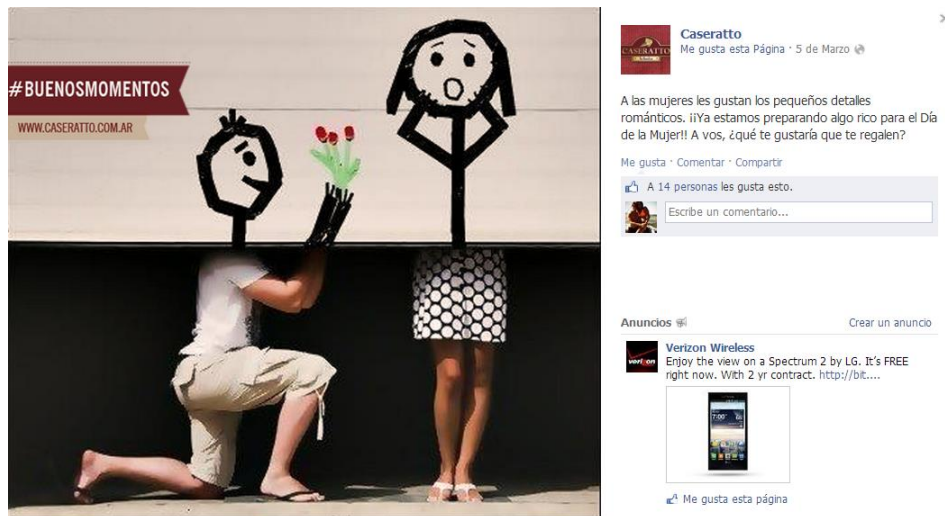 #BUENOSMOMENTOS
WWW.CASERATTO.COM.AR
CASERATTO
Caseratto
Me gusta esta Página · 5 de Marzo
A las mujeres les gustan los pequeños detalles
románticos. ¡¡Ya estamos preparando algo rico para el Día
de la Mujer!! A vos, ¿qué te gustaría que te regalen?
Me gusta · Comentar · Compartir
A 14 personas les gusta esto.
Escribe un comentario...
Anuncios
Crear un anuncio
verizon
Verizon Wireless
Enjoy the view on a Spectrum 2 by LG. It's FREE
right now. With 2 yr contract. http://bit....
7:00
Me gusta esta página